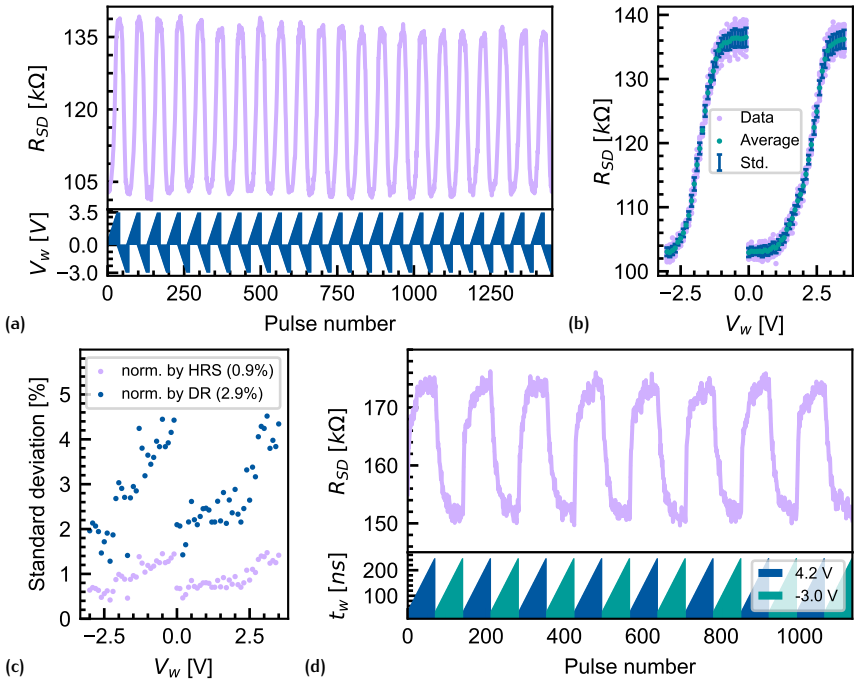 135
120
105
R_SD [kΩ]
3.5
0.0
−3.0
V_w [V]
0 250 500 750 1000 1250
Pulse number
(a)
140
130
120
110
100
R_SD [kΩ]
Data
Average
Std.
−2.5 0.0 2.5
V_w [V]
(b)
5
4
3
2
1
0
Standard deviation [%]
norm. by HRS (0.9%)
norm. by DR (2.9%)
−2.5 0.0 2.5
V_w [V]
(c)
170
160
150
R_SD [kΩ]
200
100
t_w [ns]
4.2 V
-3.0 V
0 200 400 600 800 1000
Pulse number
(d)